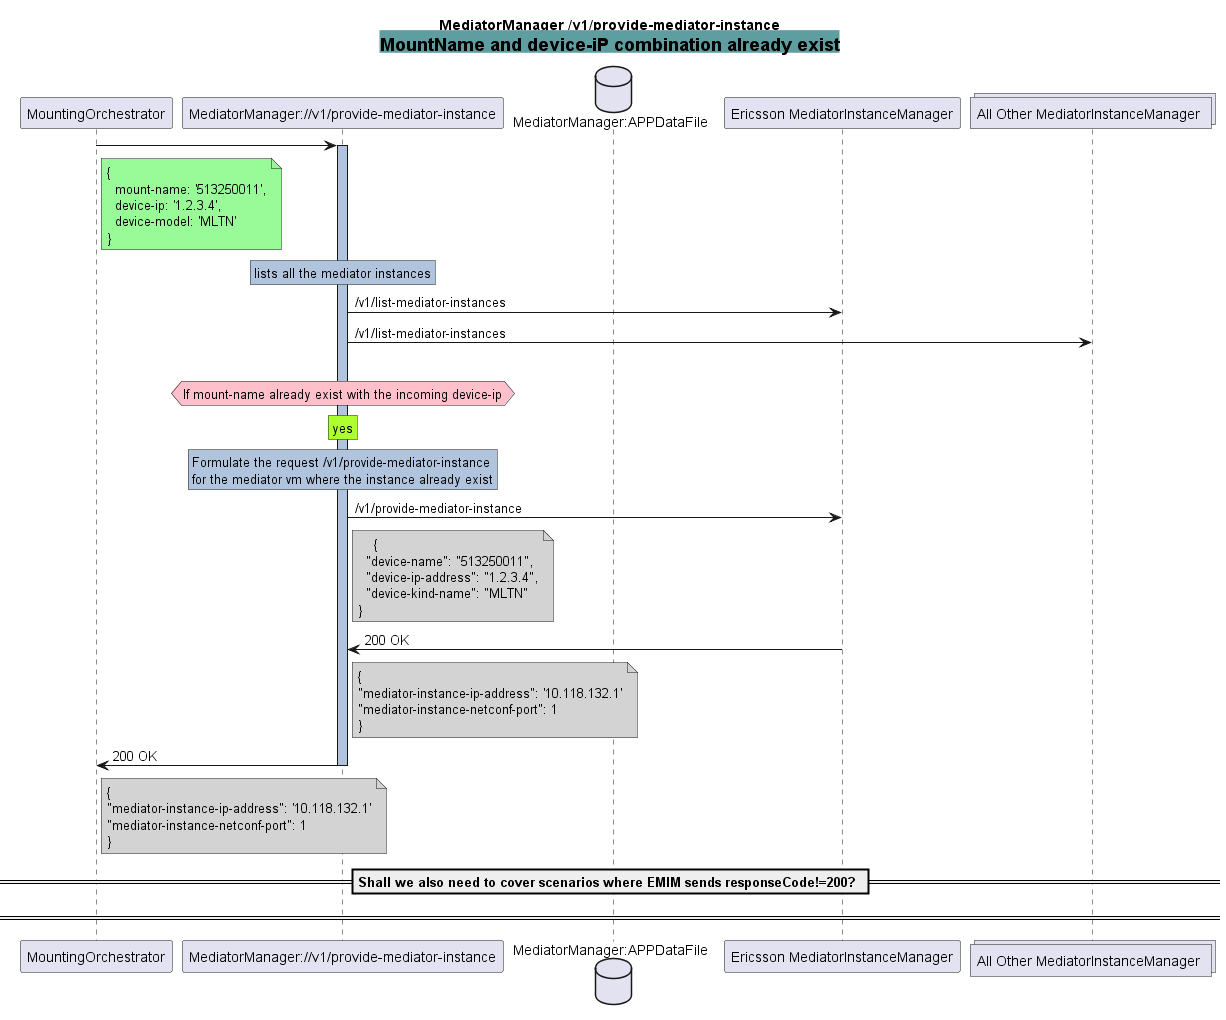 MediatorManager /v1/provide-mediator-instance
MountName and device-iP combination already exist
MountingOrchestrator
MediatorManager://v1/provide-mediator-instance
MediatorManager:APPDataFile
Ericsson MediatorInstanceManager
All Other MediatorInstanceManager
{
mount-name: '513250011',
device-ip: '1.2.3.4',
device-model: 'MLTN'
}
lists all the mediator instances
/v1/list-mediator-instances
/v1/list-mediator-instances
If mount-name already exist with the incoming device-ip
yes
Formulate the request /v1/provide-mediator-instance
for the mediator vm where the instance already exist
/v1/provide-mediator-instance
{
"device-name": "513250011",
"device-ip-address": "1.2.3.4",
"device-kind-name": "MLTN"
}
200 OK
{
"mediator-instance-ip-address": '10.118.132.1'
"mediator-instance-netconf-port": 1
}
200 OK
{
"mediator-instance-ip-address": '10.118.132.1'
"mediator-instance-netconf-port": 1
}
Shall we also need to cover scenarios where EMIM sends responseCode!=200?
MountingOrchestrator
MediatorManager://v1/provide-mediator-instance
MediatorManager:APPDataFile
Ericsson MediatorInstanceManager
All Other MediatorInstanceManager